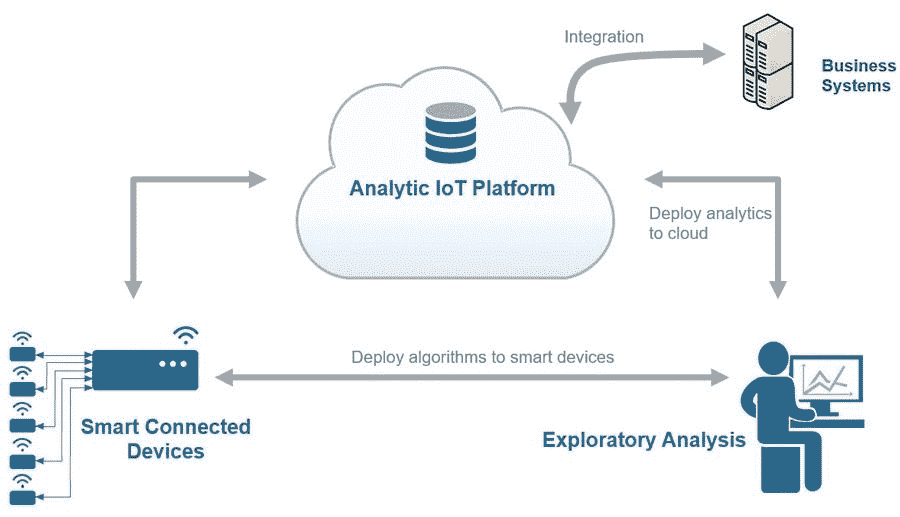 Integration
Business
Systems
Analytic IoT Platform
Deploy analytics
to cloud
Deploy algorithms to smart devices
Smart Connected
Devices
Exploratory Analysis